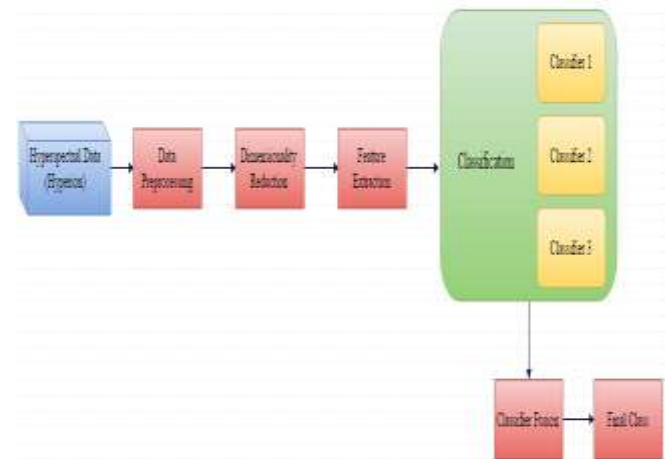 Hyperspectral Data
(Hyperion)
Data
Preprocessing
Dimensionality
Reduction
Feature
Extraction
Classification
Classifier 1
Classifier 2
Classifier 3
Classifier Fusion
Final Class